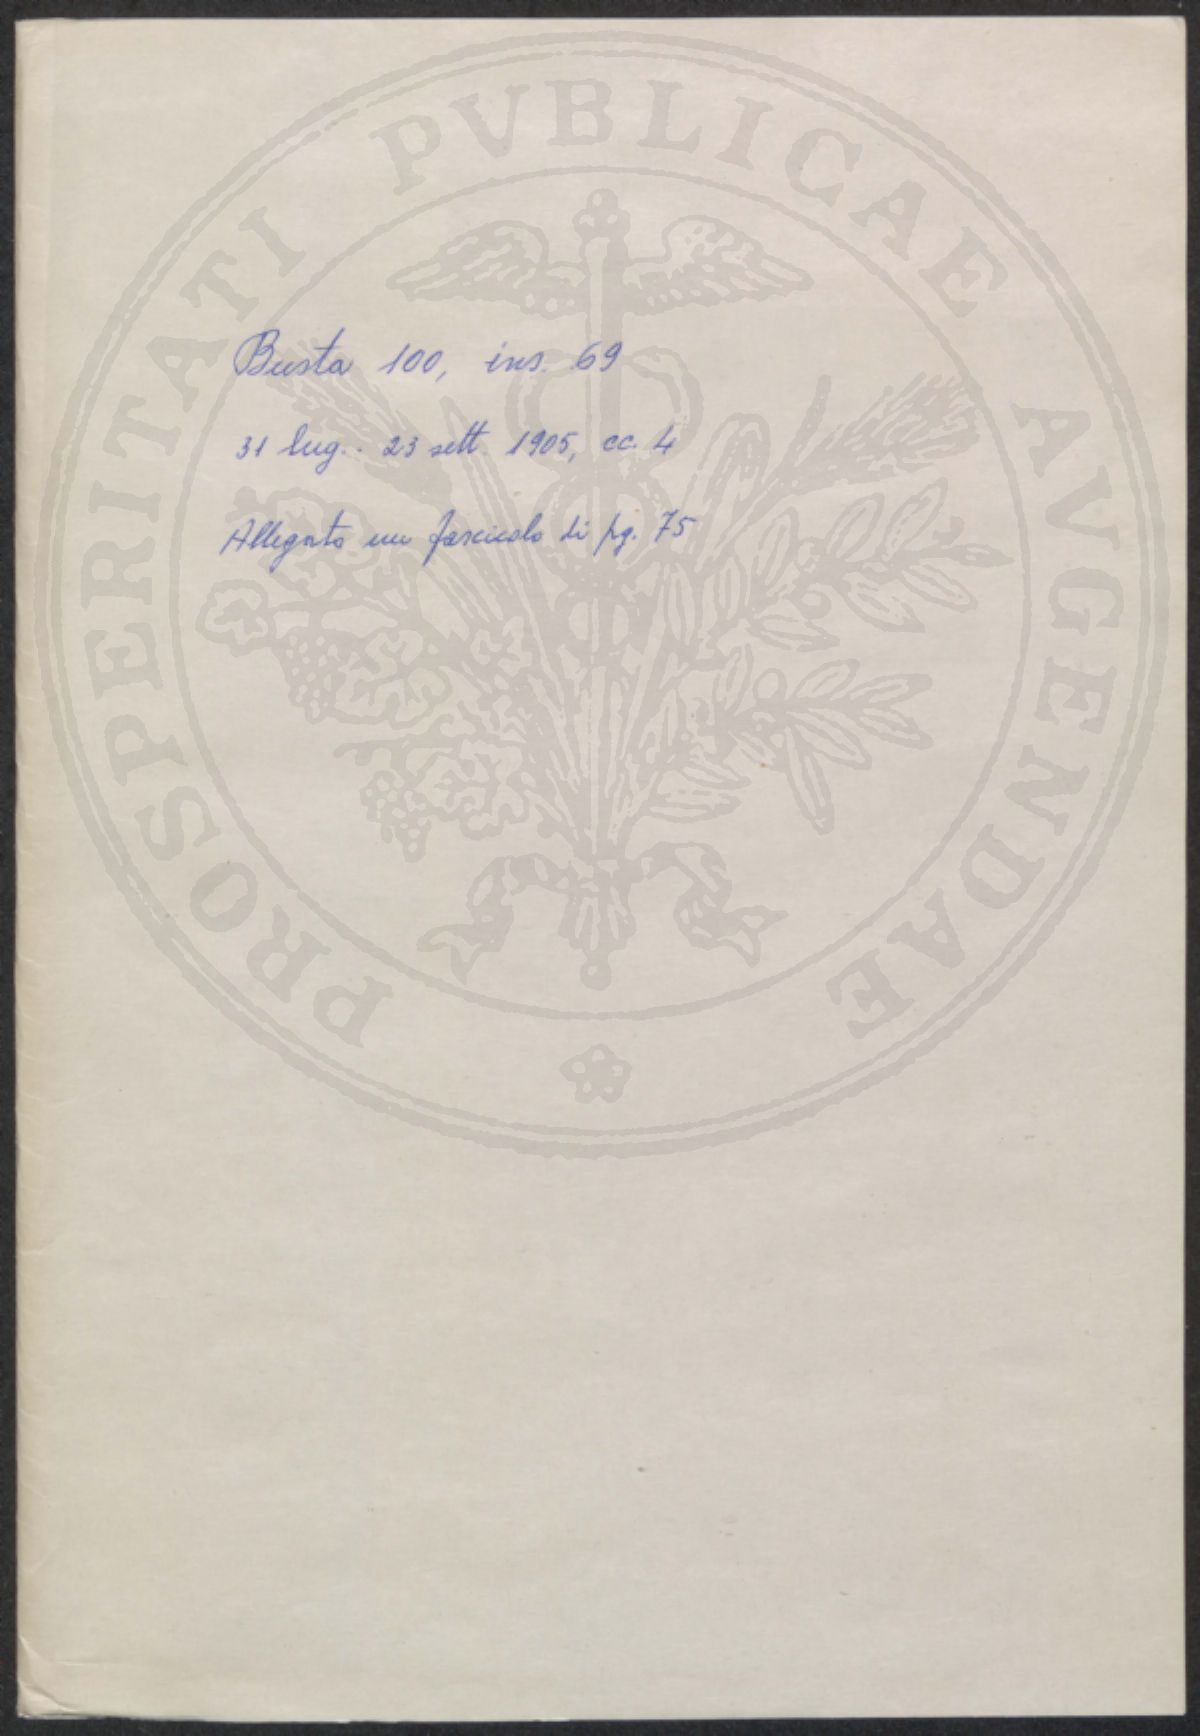 PROSPERITATI PVBLICAE AVGENDAE
Busta 100, ins. 69
31 lug. - 23 sett. 1905, cc. 4
Allegato un fascicolo di pg. 75